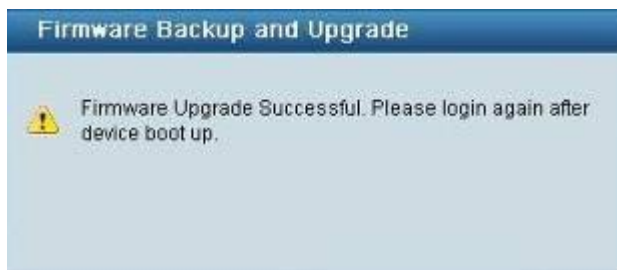 Firmware Backup and Upgrade
Firmware Upgrade Successful. Please login again after
device boot up.